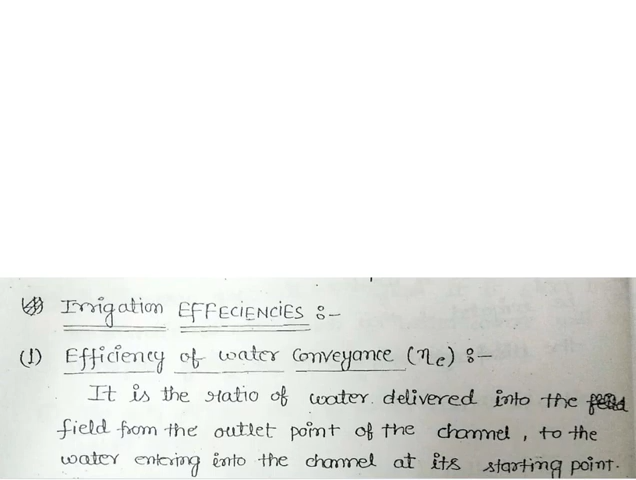 Irrigation EFFECIENCIES :-
(1) Efficiency of water Conveyance (ηc) :-
It is the ratio of water delivered into the
field from the outlet point of the channel, to the
water entering into the channel at its starting point.